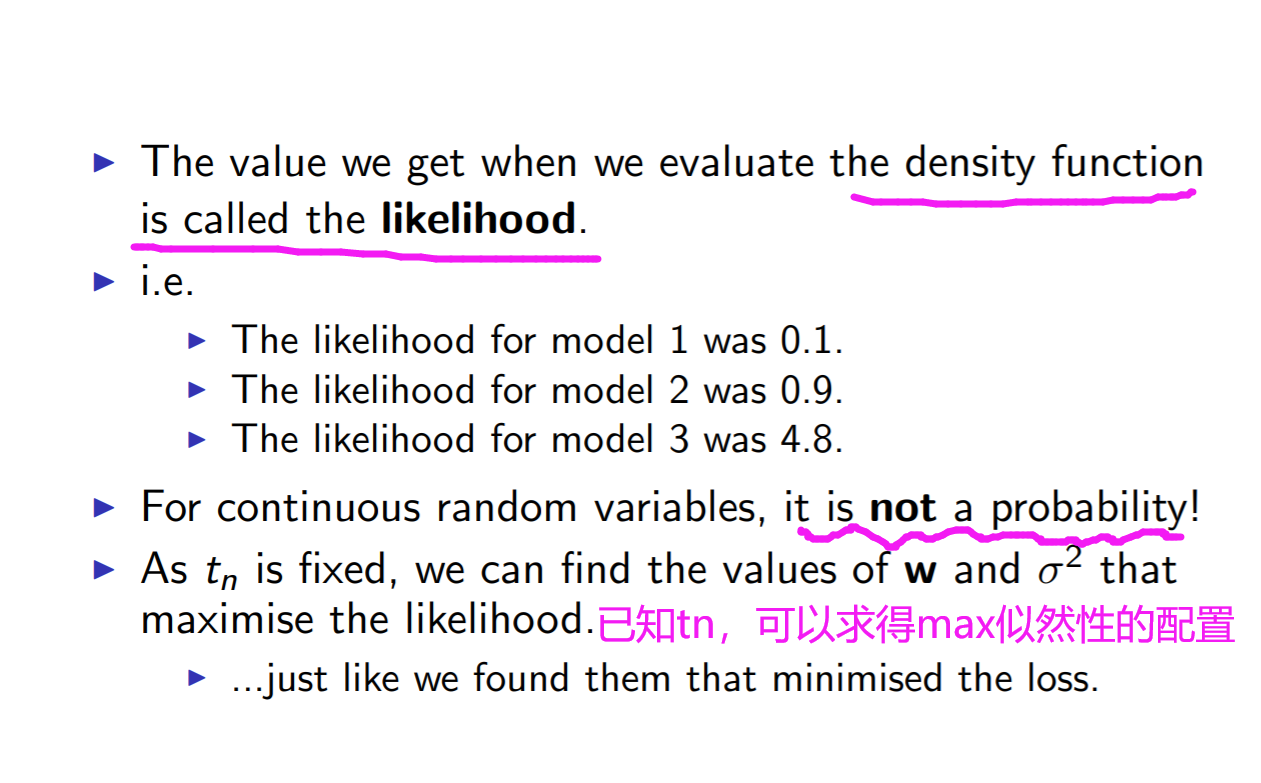 ▶ The value we get when we evaluate the density function
is called the likelihood.
▶ i.e.
▶ The likelihood for model 1 was 0.1.
▶ The likelihood for model 2 was 0.9.
▶ The likelihood for model 3 was 4.8.
▶ For continuous random variables, it is not a probability!
▶ As tₙ is fixed, we can find the values of w and σ² that
maximise the likelihood. 已知tn，可以求得max似然性的配置
▶ ...just like we found them that minimised the loss.